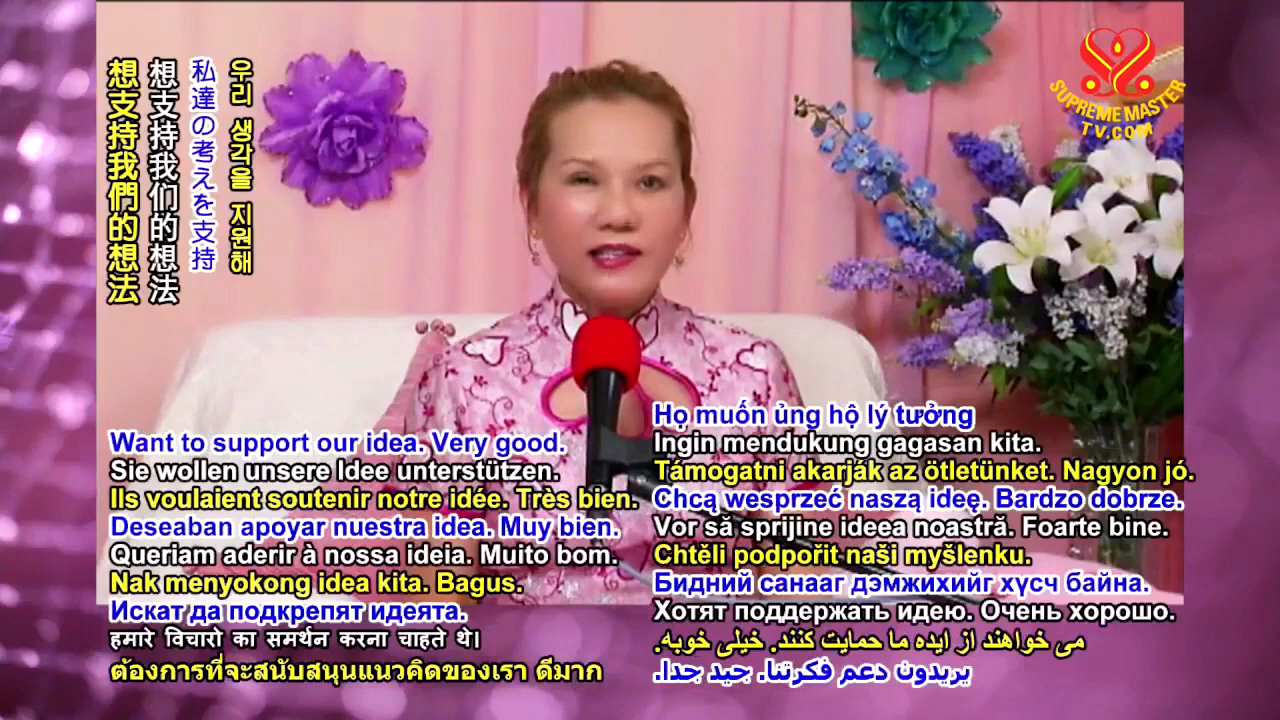 SUPREME MASTER
TV.COM
想支持我們的想法
想支持我们的想法
私達の考えを支持
우리 생각을 지원해
Want to support our idea. Very good.
Sie wollen unsere Idee unterstützen.
Ils voulaient soutenir notre idée. Très bien.
Deseaban apoyar nuestra idea. Muy bien.
Queriam aderir à nossa ideia. Muito bom.
Nak menyokong idea kita. Bagus.
Искат да подкрепят идеята.
हमारे विचारो का समर्थन करना चाहते थे।
ต้องการที่จะสนับสนุนแนวคิดของเรา ดีมาก
Họ muốn ủng hộ lý tưởng
Ingin mendukung gagasan kita.
Támogatni akarják az ötletünket. Nagyon jó.
Chcą wesprzeć naszą ideę. Bardzo dobrze.
Vor să sprijine ideea noastră. Foarte bine.
Chtěli podpořit naši myšlenku.
Бидний санааг дэмжихийг хүсч байна.
Хотят поддержать идею. Очень хорошо.
می خواهند از ایده ما حمایت کنند. خیلی خوبه.
يريدون دعم فكرتنا. جيد جدا.